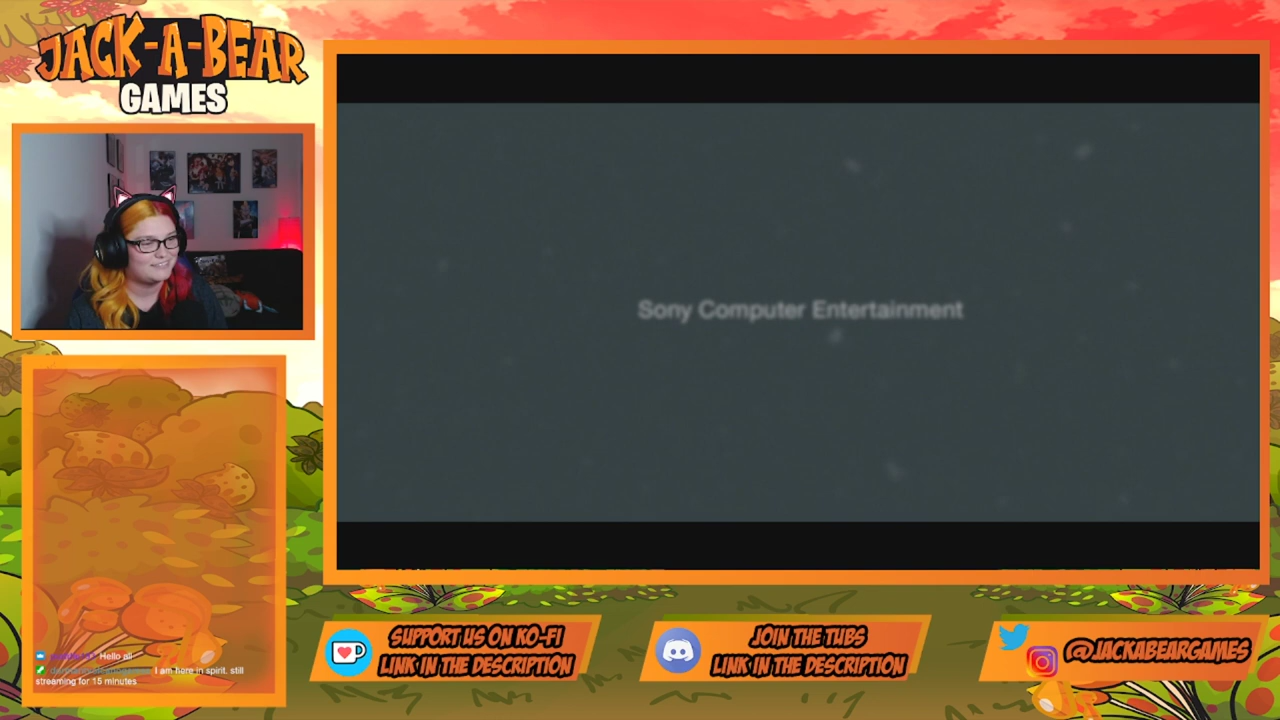 JACK-A-BEAR
GAMES
Sony Computer Entertainment
Hello all
I am here in spirit. still
streaming for 15 minutes
SUPPORT US ON KO-FI
LINK IN THE DESCRIPTION
JOIN THE TUBS
LINK IN THE DESCRIPTION
@JACKABEARGAMES